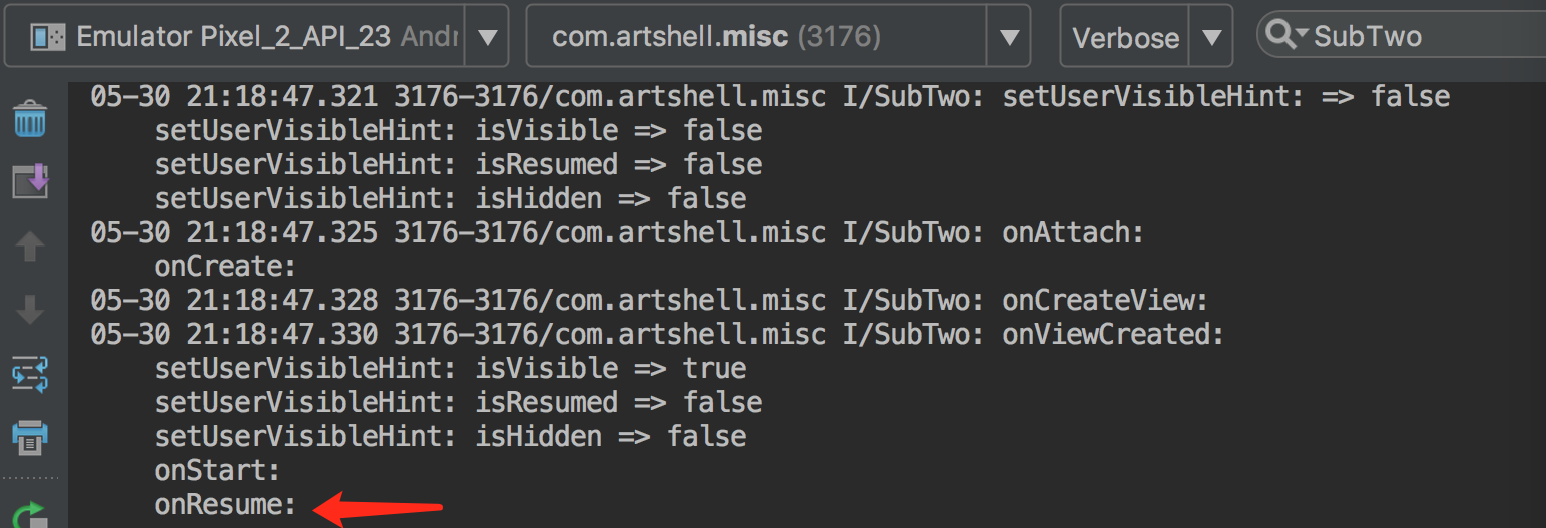 Emulator Pixel_2_API_23 Andr
com.artshell.misc (3176)
Verbose
SubTwo
05-30 21:18:47.321 3176-3176/com.artshell.misc I/SubTwo: setUserVisibleHint: => false
setUserVisibleHint: isVisible => false
setUserVisibleHint: isResumed => false
setUserVisibleHint: isHidden => false
05-30 21:18:47.325 3176-3176/com.artshell.misc I/SubTwo: onAttach:
onCreate:
05-30 21:18:47.328 3176-3176/com.artshell.misc I/SubTwo: onCreateView:
05-30 21:18:47.330 3176-3176/com.artshell.misc I/SubTwo: onViewCreated:
setUserVisibleHint: isVisible => true
setUserVisibleHint: isResumed => false
setUserVisibleHint: isHidden => false
onStart:
onResume: